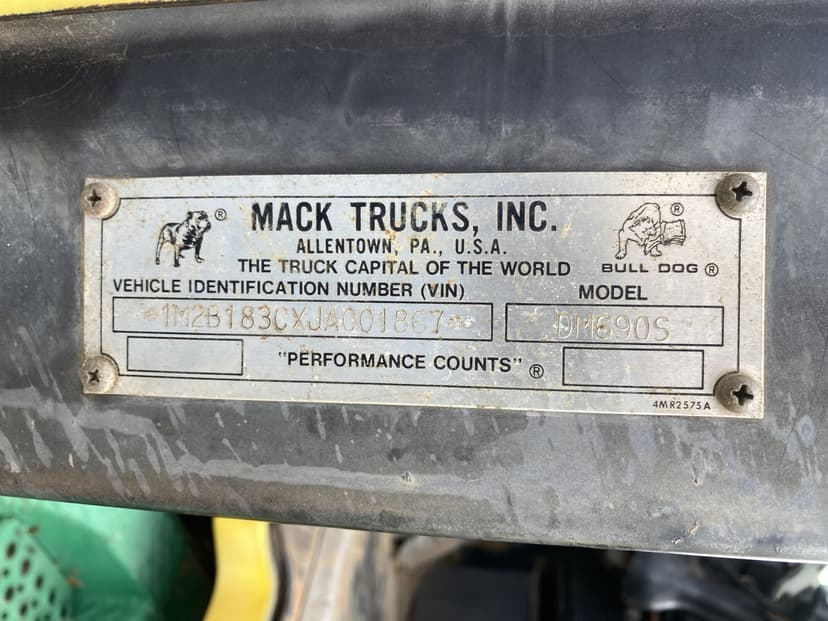 ® MACK TRUCKS, INC. ®
ALLENTOWN, PA., U.S.A.
THE TRUCK CAPITAL OF THE WORLD BULL DOG ®
VEHICLE IDENTIFICATION NUMBER (VIN) MODEL
*1M2B183CXJA001867* DM690S
"PERFORMANCE COUNTS" ®
4MR2575A